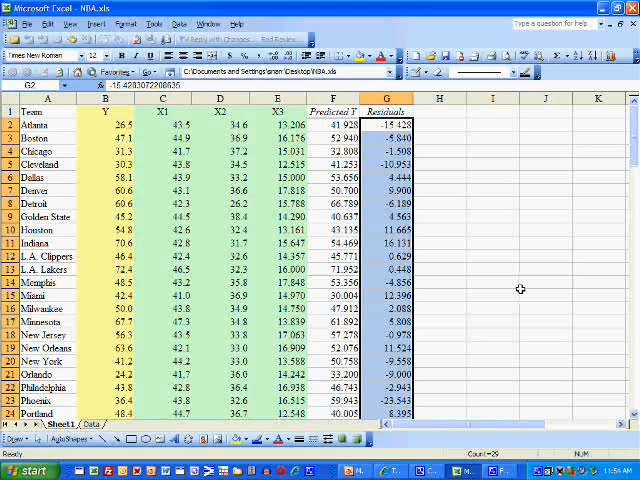 Microsoft Excel - NBA.xls
File Edit View Insert Format Tools Data Window Help Type a question for help
Reply with Changes... End Review...
Times New Roman 12 B I U
Favorites Go C:\Documents and Settings\snarr\Desktop\NBA.xls
G2 -15.4283072208635
A B C D E F G H I J K
1 Team Y X1 X2 X3 Predicted Y Residuals
2 Atlanta 26.5 43.5 34.6 13.206 41.928 -15.428
3 Boston 47.1 44.9 36.9 16.176 52.940 -5.840
4 Chicago 31.3 41.7 37.2 15.031 32.808 -1.508
5 Cleveland 30.3 43.8 34.5 12.515 41.253 -10.953
6 Dallas 58.1 43.9 33.2 15.000 53.656 4.444
7 Denver 60.6 43.1 36.6 17.818 50.700 9.900
8 Detroit 60.6 42.3 26.2 15.788 66.789 -6.189
9 Golden State 45.2 44.5 38.4 14.290 40.637 4.563
10 Houston 54.8 42.6 32.4 13.161 43.135 11.665
11 Indiana 70.6 42.8 31.7 15.647 54.469 16.131
12 L.A. Clippers 46.4 42.4 32.6 14.357 45.771 0.629
13 L.A. Lakers 72.4 46.5 32.3 16.000 71.952 0.448
14 Memphis 48.5 43.2 35.8 17.848 53.356 -4.856
15 Miami 42.4 41.0 36.9 14.970 30.004 12.396
16 Milwaukee 50.0 43.8 34.9 14.750 47.912 2.088
17 Minnesota 67.7 43.3 34.8 13.839 61.892 5.808
18 New Jersey 56.3 43.5 33.8 17.063 57.278 -0.978
19 New Orleans 63.6 42.1 33.0 16.909 52.076 11.524
20 New York 41.2 44.2 33.0 13.588 50.758 -9.558
21 Orlando 24.2 41.7 36.0 14.242 33.200 -9.000
22 Philadelphia 43.8 42.8 36.4 16.938 46.743 -2.943
23 Phoenix 36.4 43.9 32.6 15.313 59.943 -23.543
24 Portland 48.4 44.7 36.7 12.548 40.005 8.395
Sheet1 Data
Draw AutoShapes
Ready Count=29 NUM
start 11:54 AM